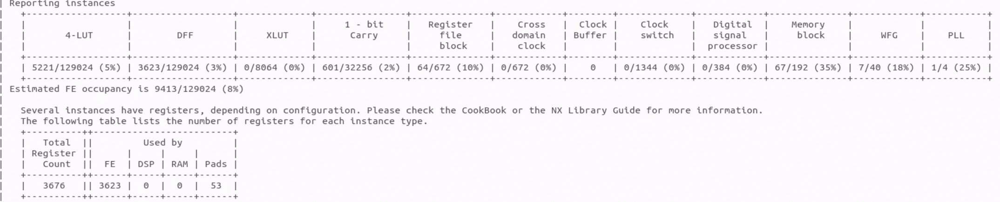 | Reporting instances
|   +------------------+------------------+-------------+----------------+--------------+------------+--------+-------------+------------+--------------+------------+-----------+
|   |                  |                  |             |     1 - bit    |   Register   |    Cross   |  Clock |    Clock    |   Digital  |    Memory    |            |           |
|   |       4-LUT      |        DFF       |     XLUT    |      Carry     |     file     |   domain   | Buffer |    switch   |   signal   |     block    |     WFG    |    PLL    |
|   |                  |                  |             |                |     block    |    clock   |        |             |  processor |              |            |           |
|   +------------------+------------------+-------------+----------------+--------------+------------+--------+-------------+------------+--------------+------------+-----------+
|   | 5221/129024 (5%) | 3623/129024 (3%) | 0/8064 (0%) | 601/32256 (2%) | 64/672 (10%) | 0/672 (0%) |    0   | 0/1344 (0%) | 0/384 (0%) | 67/192 (35%) | 7/40 (18%) | 1/4 (25%) |
|   +------------------+------------------+-------------+----------------+--------------+------------+--------+-------------+------------+--------------+------------+-----------+
| Estimated FE occupancy is 9413/129024 (8%)
|
|   Several instances have registers, depending on configuration. Please check the CookBook or the NX Library Guide for more information.
|   The following table lists the number of registers for each instance type.
|   +----------++-------------------------+
|   |   Total  ||         Used by         |
|   | Register ||      |     |     |      |
|   |   Count  ||  FE  | DSP | RAM | Pads |
|   +----------++------+-----+-----+------+
|   |   3676   || 3623 |  0  |  0  |  53  |
|   +----------++------+-----+-----+------+